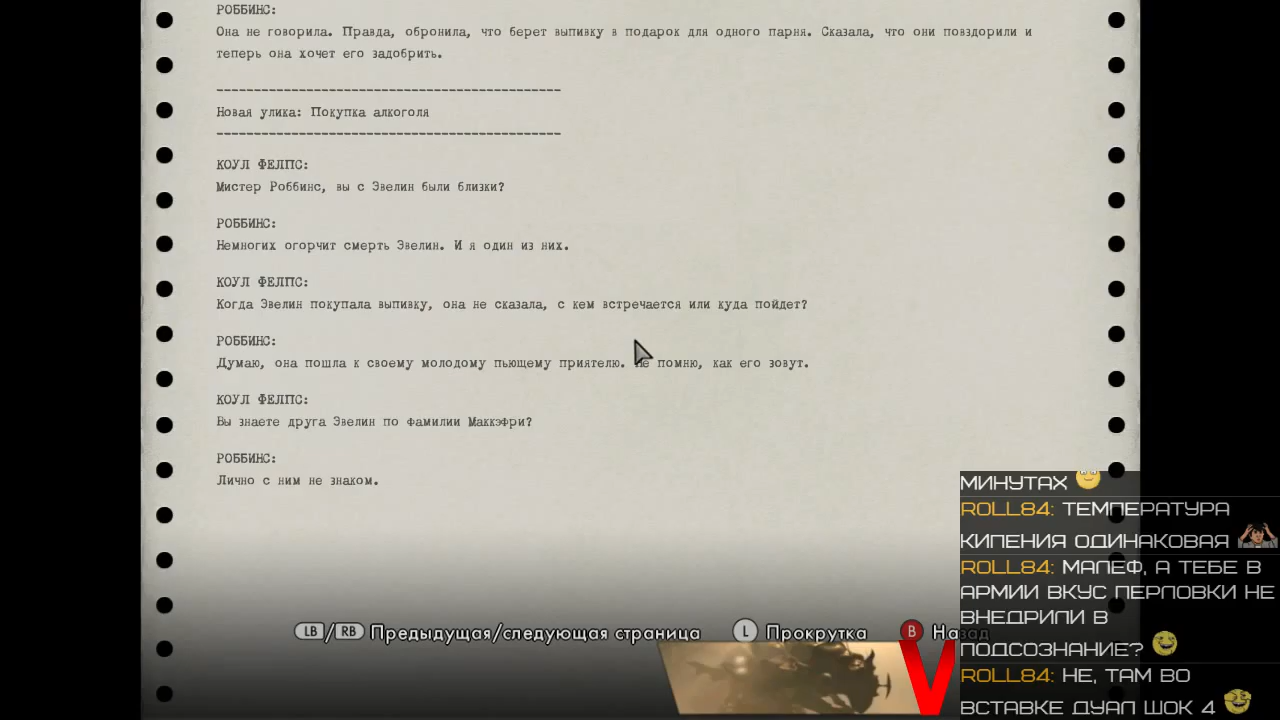 РОББИНС:
Она не говорила. Правда, обронила, что берет выпивку в подарок для одного парня. Сказала, что они повздорили и
теперь она хочет его задобрить.
----------------------------------------------
Новая улика: Покупка алкоголя
----------------------------------------------
КОУЛ ФЕЛПС:
Мистер Роббинс, вы с Эвелин были близки?
РОББИНС:
Немногих огорчит смерть Эвелин. И я один из них.
КОУЛ ФЕЛПС:
Когда Эвелин покупала выпивку, она не сказала, с кем встречается или куда пойдет?
РОББИНС:
Думаю, она пошла к своему молодому пьющему приятелю. Не помню, как его зовут.
КОУЛ ФЕЛПС:
Вы знаете друга Эвелин по фамилии Маккэфри?
РОББИНС:
Лично с ним не знаком.
LB/RB Предыдущая/следующая страница L Прокрутка B Назад
V
МИНУТАХ
ROLL84: ТЕМПЕРАТУРА
КИПЕНИЯ ОДИНАКОВАЯ
ROLL84: МАЛЕФ, А ТЕБЕ В
АРМИИ ВКУС ПЕРЛОВКИ НЕ
ВНЕДРИЛИ В
ПОДСОЗНАНИЕ?
ROLL84: НЕ, ТАМ ВО
ВСТАВКЕ ДУАЛ ШОК 4